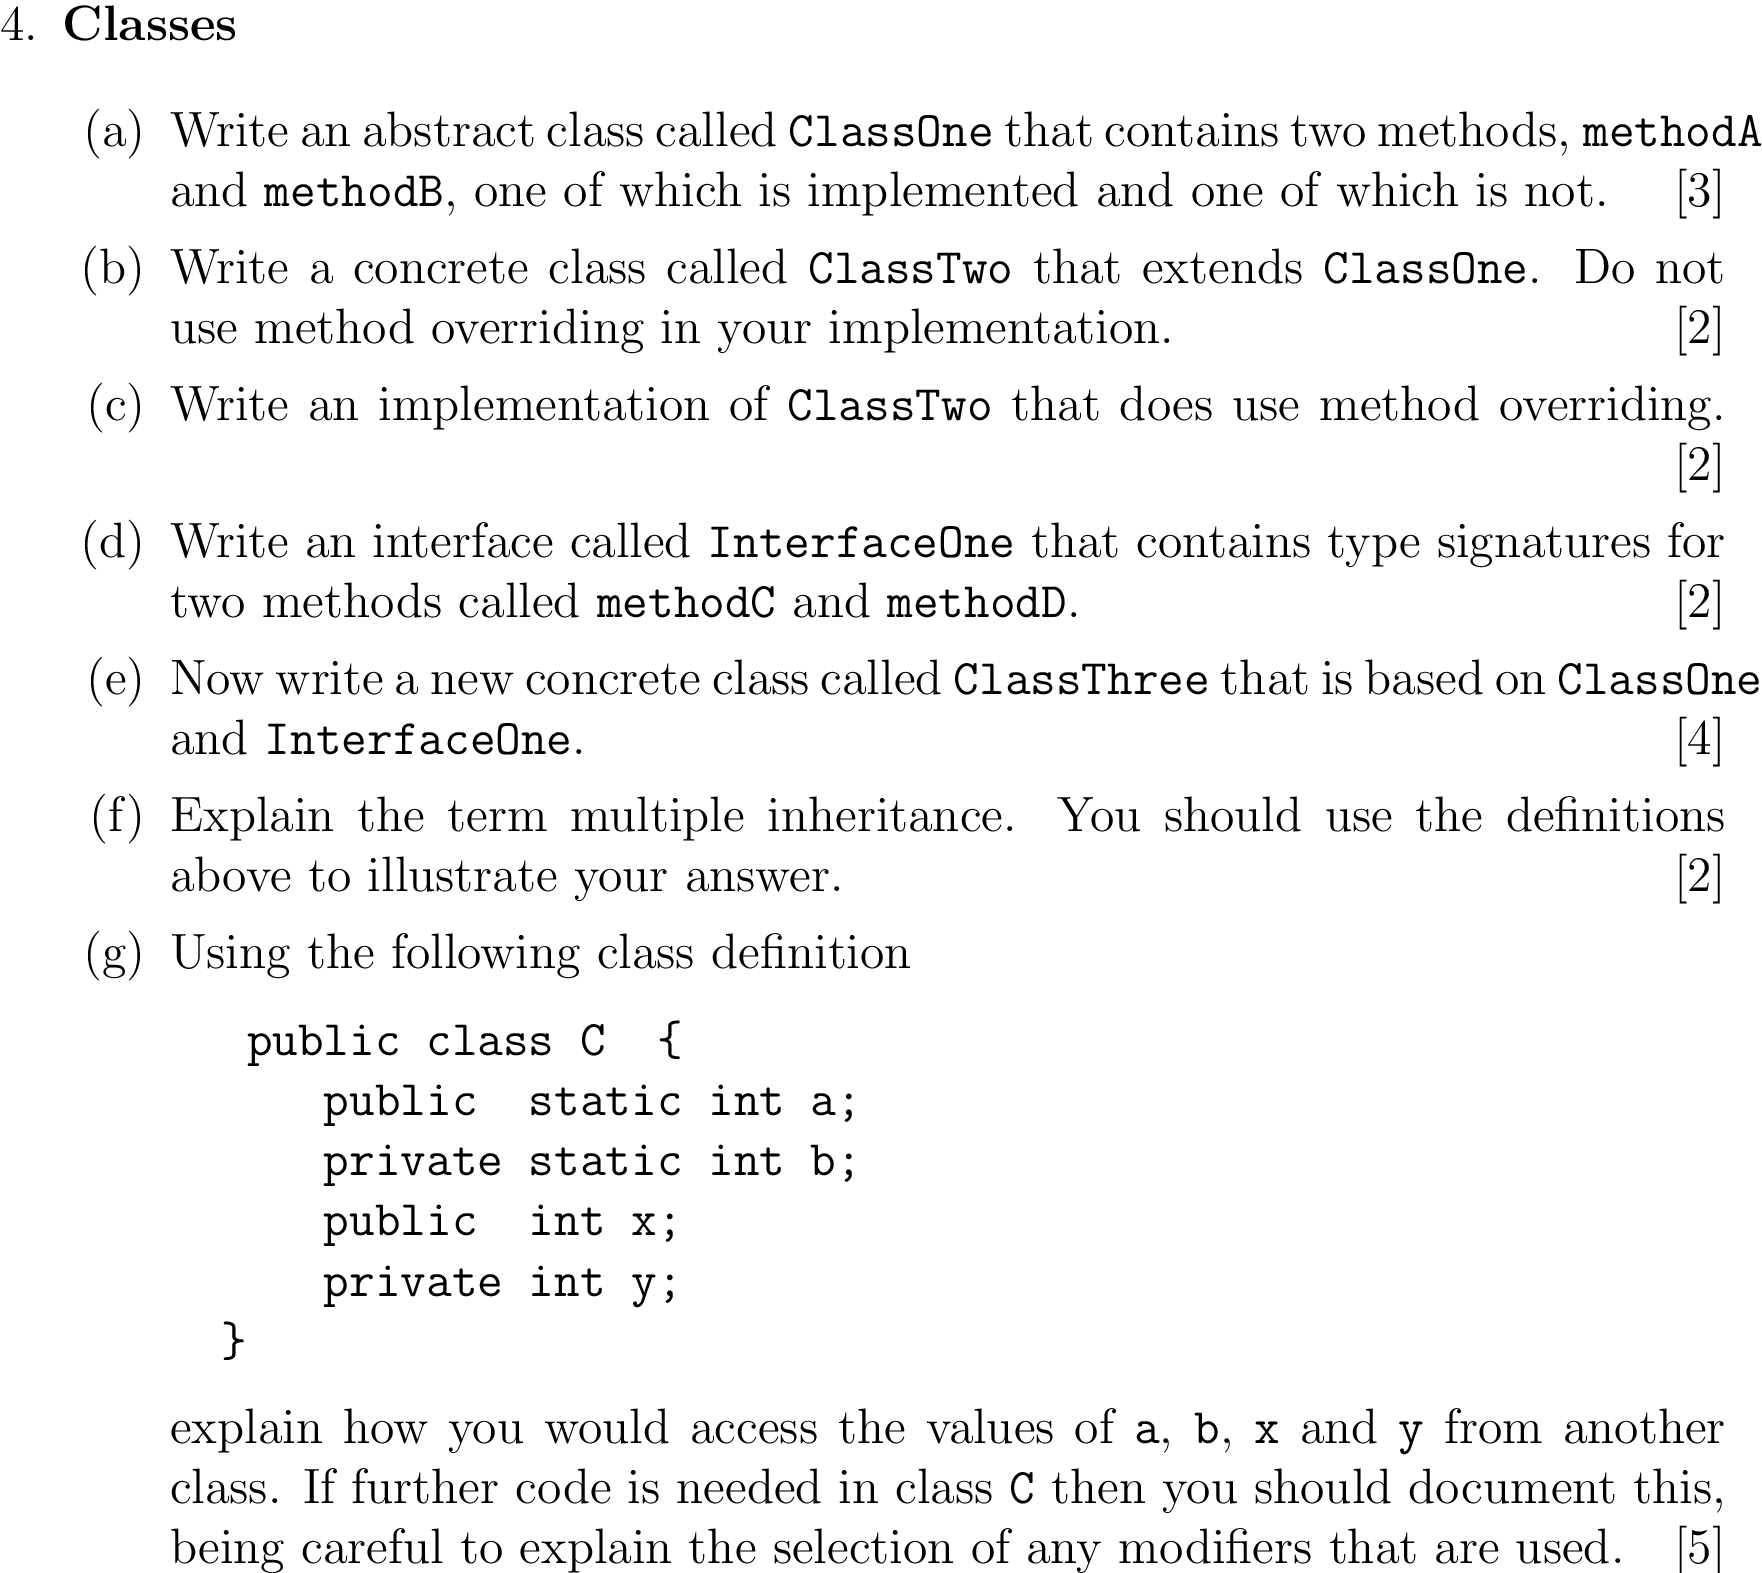 4. Classes
(a) Write an abstract class called ClassOne that contains two methods, methodA
and methodB, one of which is implemented and one of which is not. [3]
(b) Write a concrete class called ClassTwo that extends ClassOne. Do not
use method overriding in your implementation. [2]
(c) Write an implementation of ClassTwo that does use method overriding.
[2]
(d) Write an interface called InterfaceOne that contains type signatures for
two methods called methodC and methodD. [2]
(e) Now write a new concrete class called ClassThree that is based on ClassOne
and InterfaceOne. [4]
(f) Explain the term multiple inheritance. You should use the definitions
above to illustrate your answer. [2]
(g) Using the following class definition
public class C {
public static int a;
private static int b;
public int x;
private int y;
}
explain how you would access the values of a, b, x and y from another
class. If further code is needed in class C then you should document this,
being careful to explain the selection of any modifiers that are used. [5]